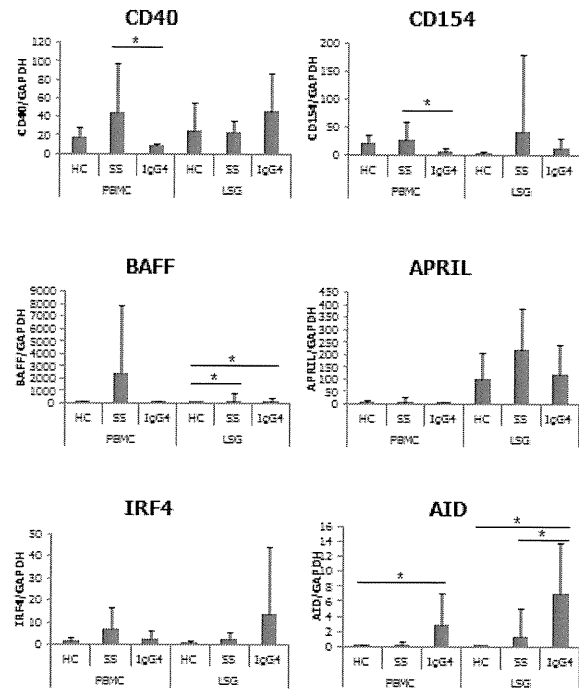 CD40
CD40/GAPDH
120
100
80
60
40
20
0
*
HC SS IgG4 HC SS IgG4
PBMC LSG
CD154
CD154/GAPDH
200
150
100
50
0
*
HC SS IgG4 HC SS IgG4
PBMC LSG
BAFF
BAFF/GAPDH
9000
8000
7000
6000
5000
4000
3000
2000
1000
0
*
*
HC SS IgG4 HC SS IgG4
PBMC LSG
APRIL
APRIL/GAPDH
450
400
350
300
250
200
150
100
50
0
HC SS IgG4 HC SS IgG4
PBMC LSG
IRF4
IRF4/GAPDH
50
40
30
20
10
0
HC SS IgG4 HC SS IgG4
PBMC LSG
AID
AID/GAPDH
16
14
12
10
8
6
4
2
0
*
*
*
HC SS IgG4 HC SS IgG4
PBMC LSG